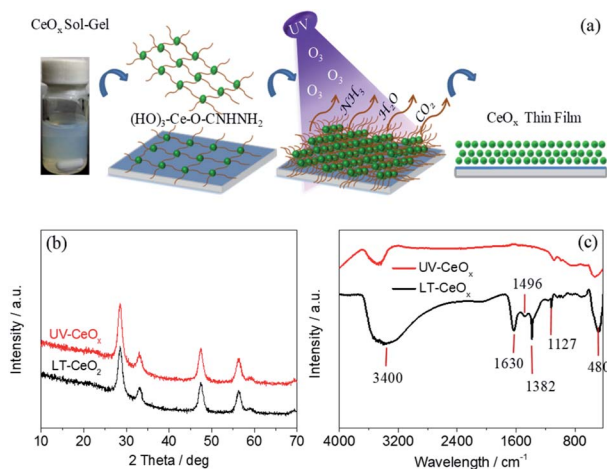 CeOx Sol-Gel
(a)
UV
O3
O3
O3
O3
NH3
H2O
CO2
(HO)3-Ce-O-CNHNH2
CeOx Thin Film
(b)
Intensity / a.u.
UV-CeOx
LT-CeO2
10 20 30 40 50 60 70
2 Theta / deg
(c)
Intensity / a.u.
UV-CeOx
LT-CeOx
1496
1127
480
1630
1382
3400
4000 3200 2400 1600 800
Wavelength / cm-1